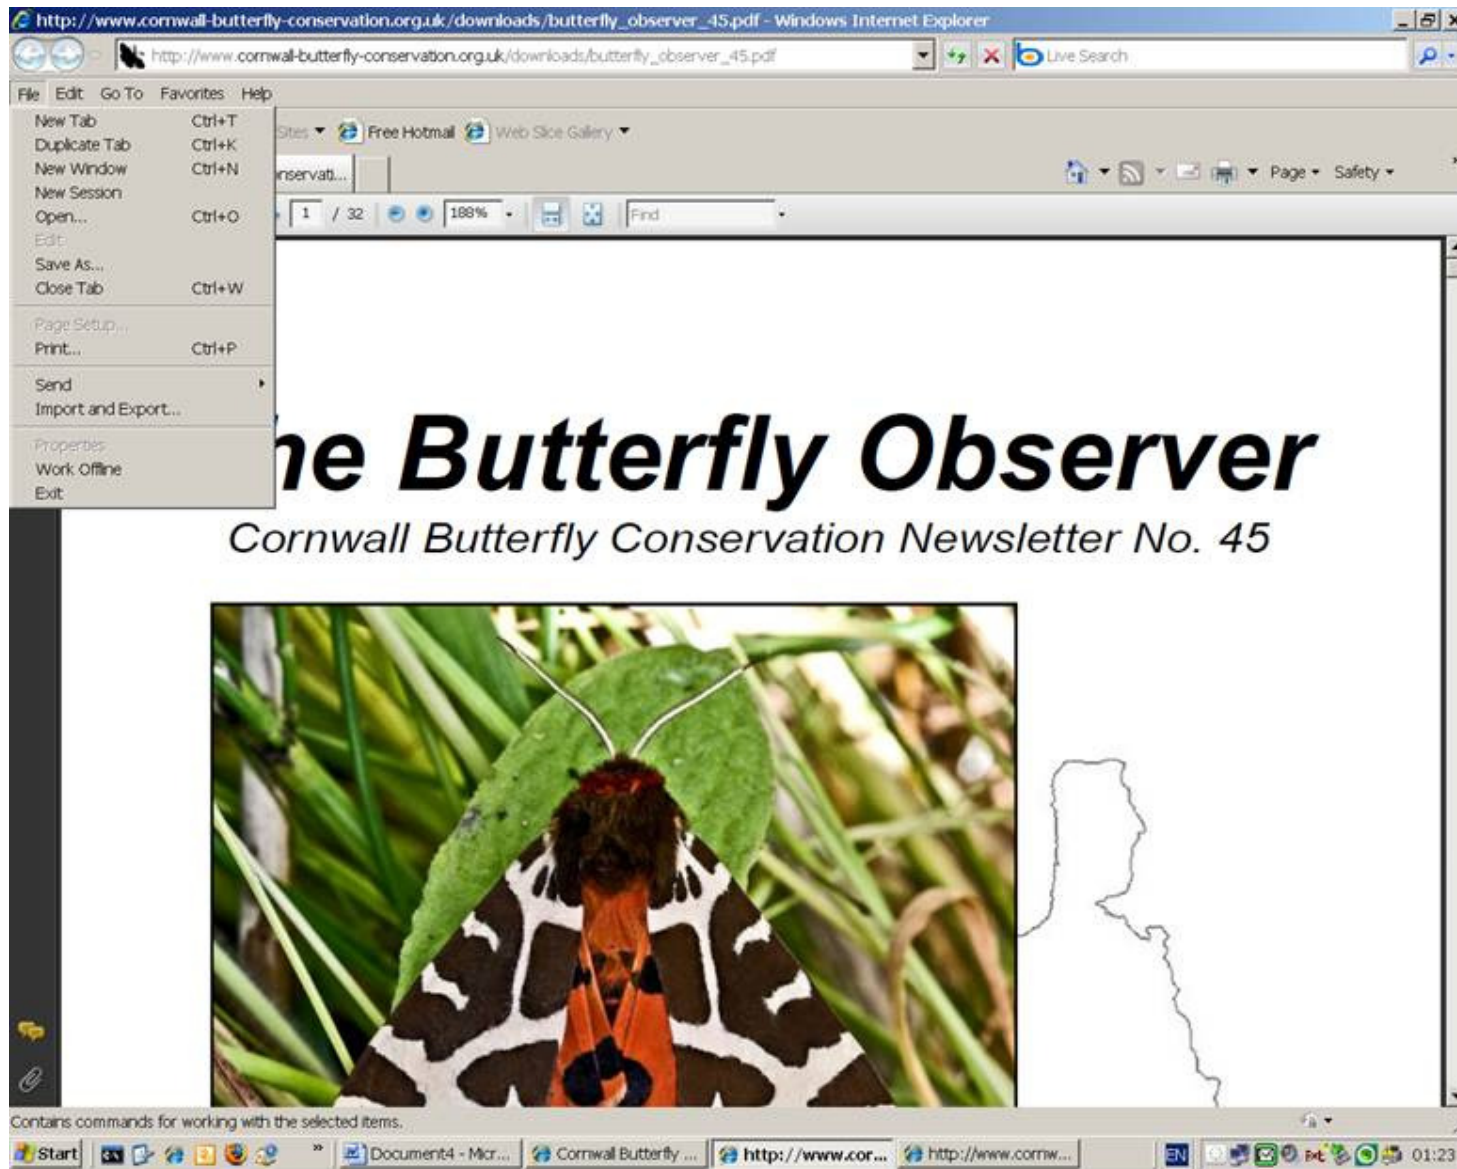 http://www.cornwall-butterfly-conservation.org.uk/downloads/butterfly_observer_45.pdf - Windows Internet Explorer
http://www.cornwall-butterfly-conservation.org.uk/downloads/butterfly_observer_45.pdf Live Search
File Edit Go To Favorites Help
New Tab Ctrl+T
Duplicate Tab Ctrl+K
New Window Ctrl+N
New Session
Open... Ctrl+O
Edit
Save As...
Close Tab Ctrl+W
Page Setup...
Print... Ctrl+P
Send
Import and Export...
Properties
Work Offline
Exit
Sites Free Hotmail Web Slice Gallery
nservati... Page Safety
1 / 32 188% Find
he Butterfly Observer
Cornwall Butterfly Conservation Newsletter No. 45
Contains commands for working with the selected items.
Start Document4 - Micr... Cornwall Butterfly ... http://www.cor... http://www.cornw... EN 01:23